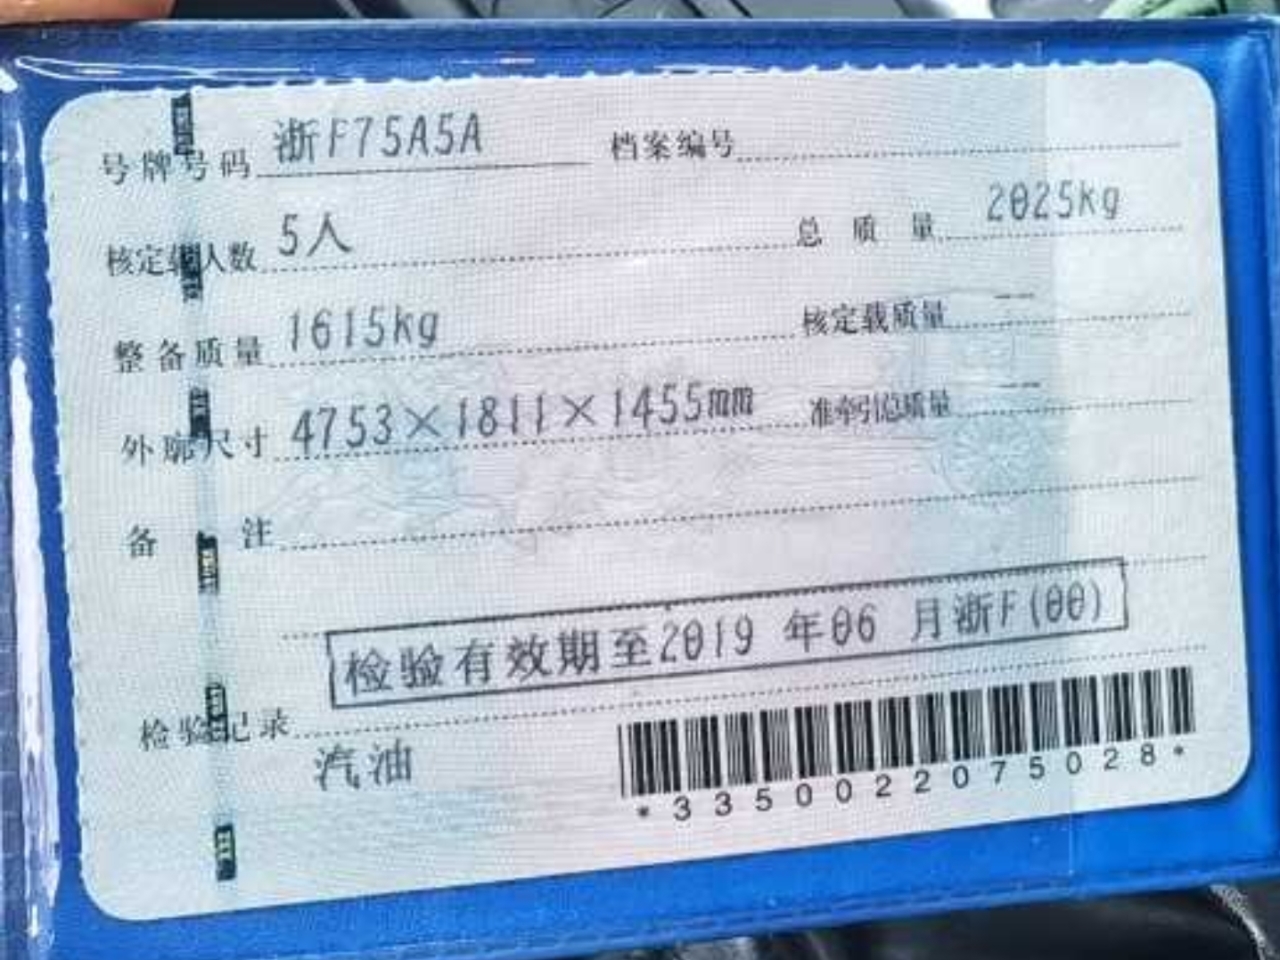 号牌号码 浙F75A5A 档案编号
核定载人数 5人 总质量 2025kg
整备质量 1615kg 核定载质量 —
外廓尺寸 4753×1811×1455mm 准牵引总质量 —
备注
检验有效期至2019 年06 月浙F(00)
检验记录
汽油
*3350022075028*